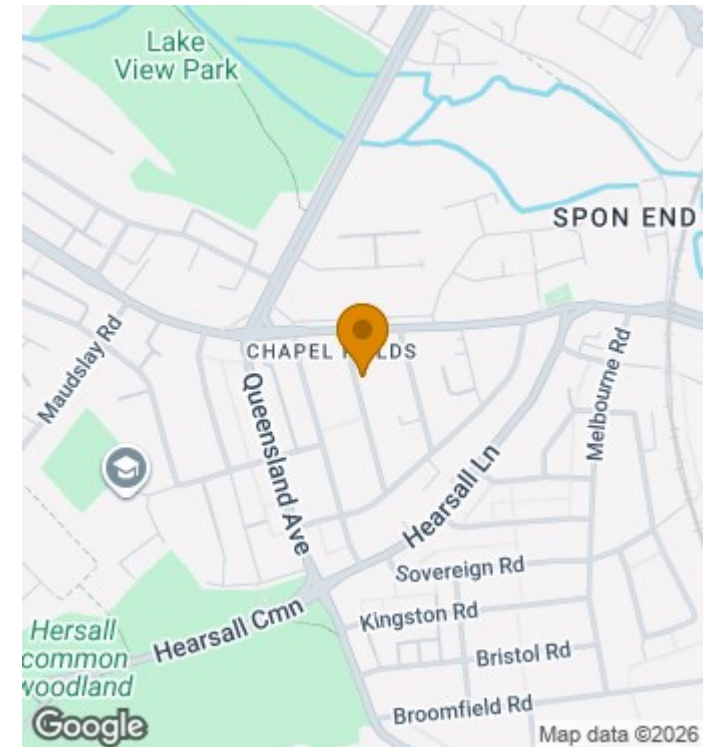 Lake
View Park
SPON END
Maudslay Rd
CHAPEL F LDS
Melbourne Rd
Queensland Ave
Hearsall Ln
Sovereign Rd
Hearsall Cmn
Kingston Rd
Hersall
common
woodland
Bristol Rd
Broomfield Rd
Google
Map data ©2026